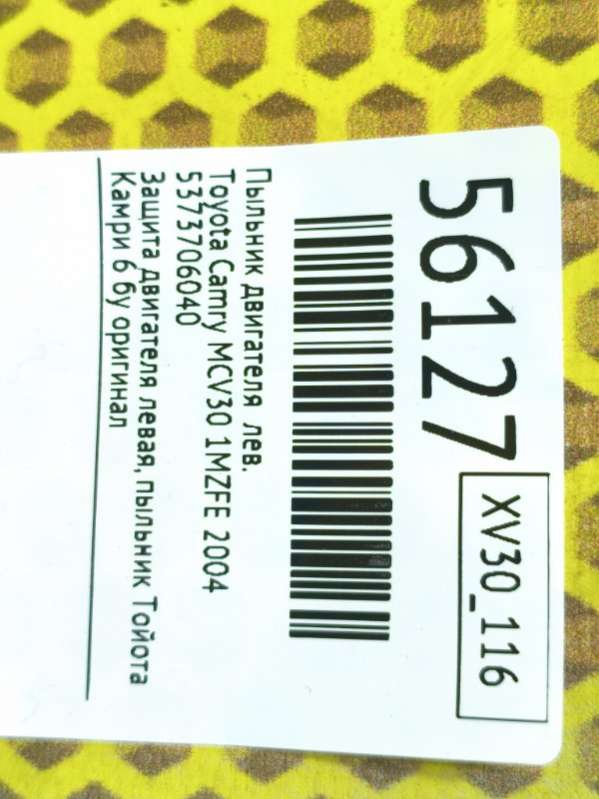 56127
XV30_116
Пыльник двигателя лев.
Toyota Camry MCV30 1MZFE 2004
5373706040
Защита двигателя левая, пыльник Тойота
Камри 6 бу оригинал